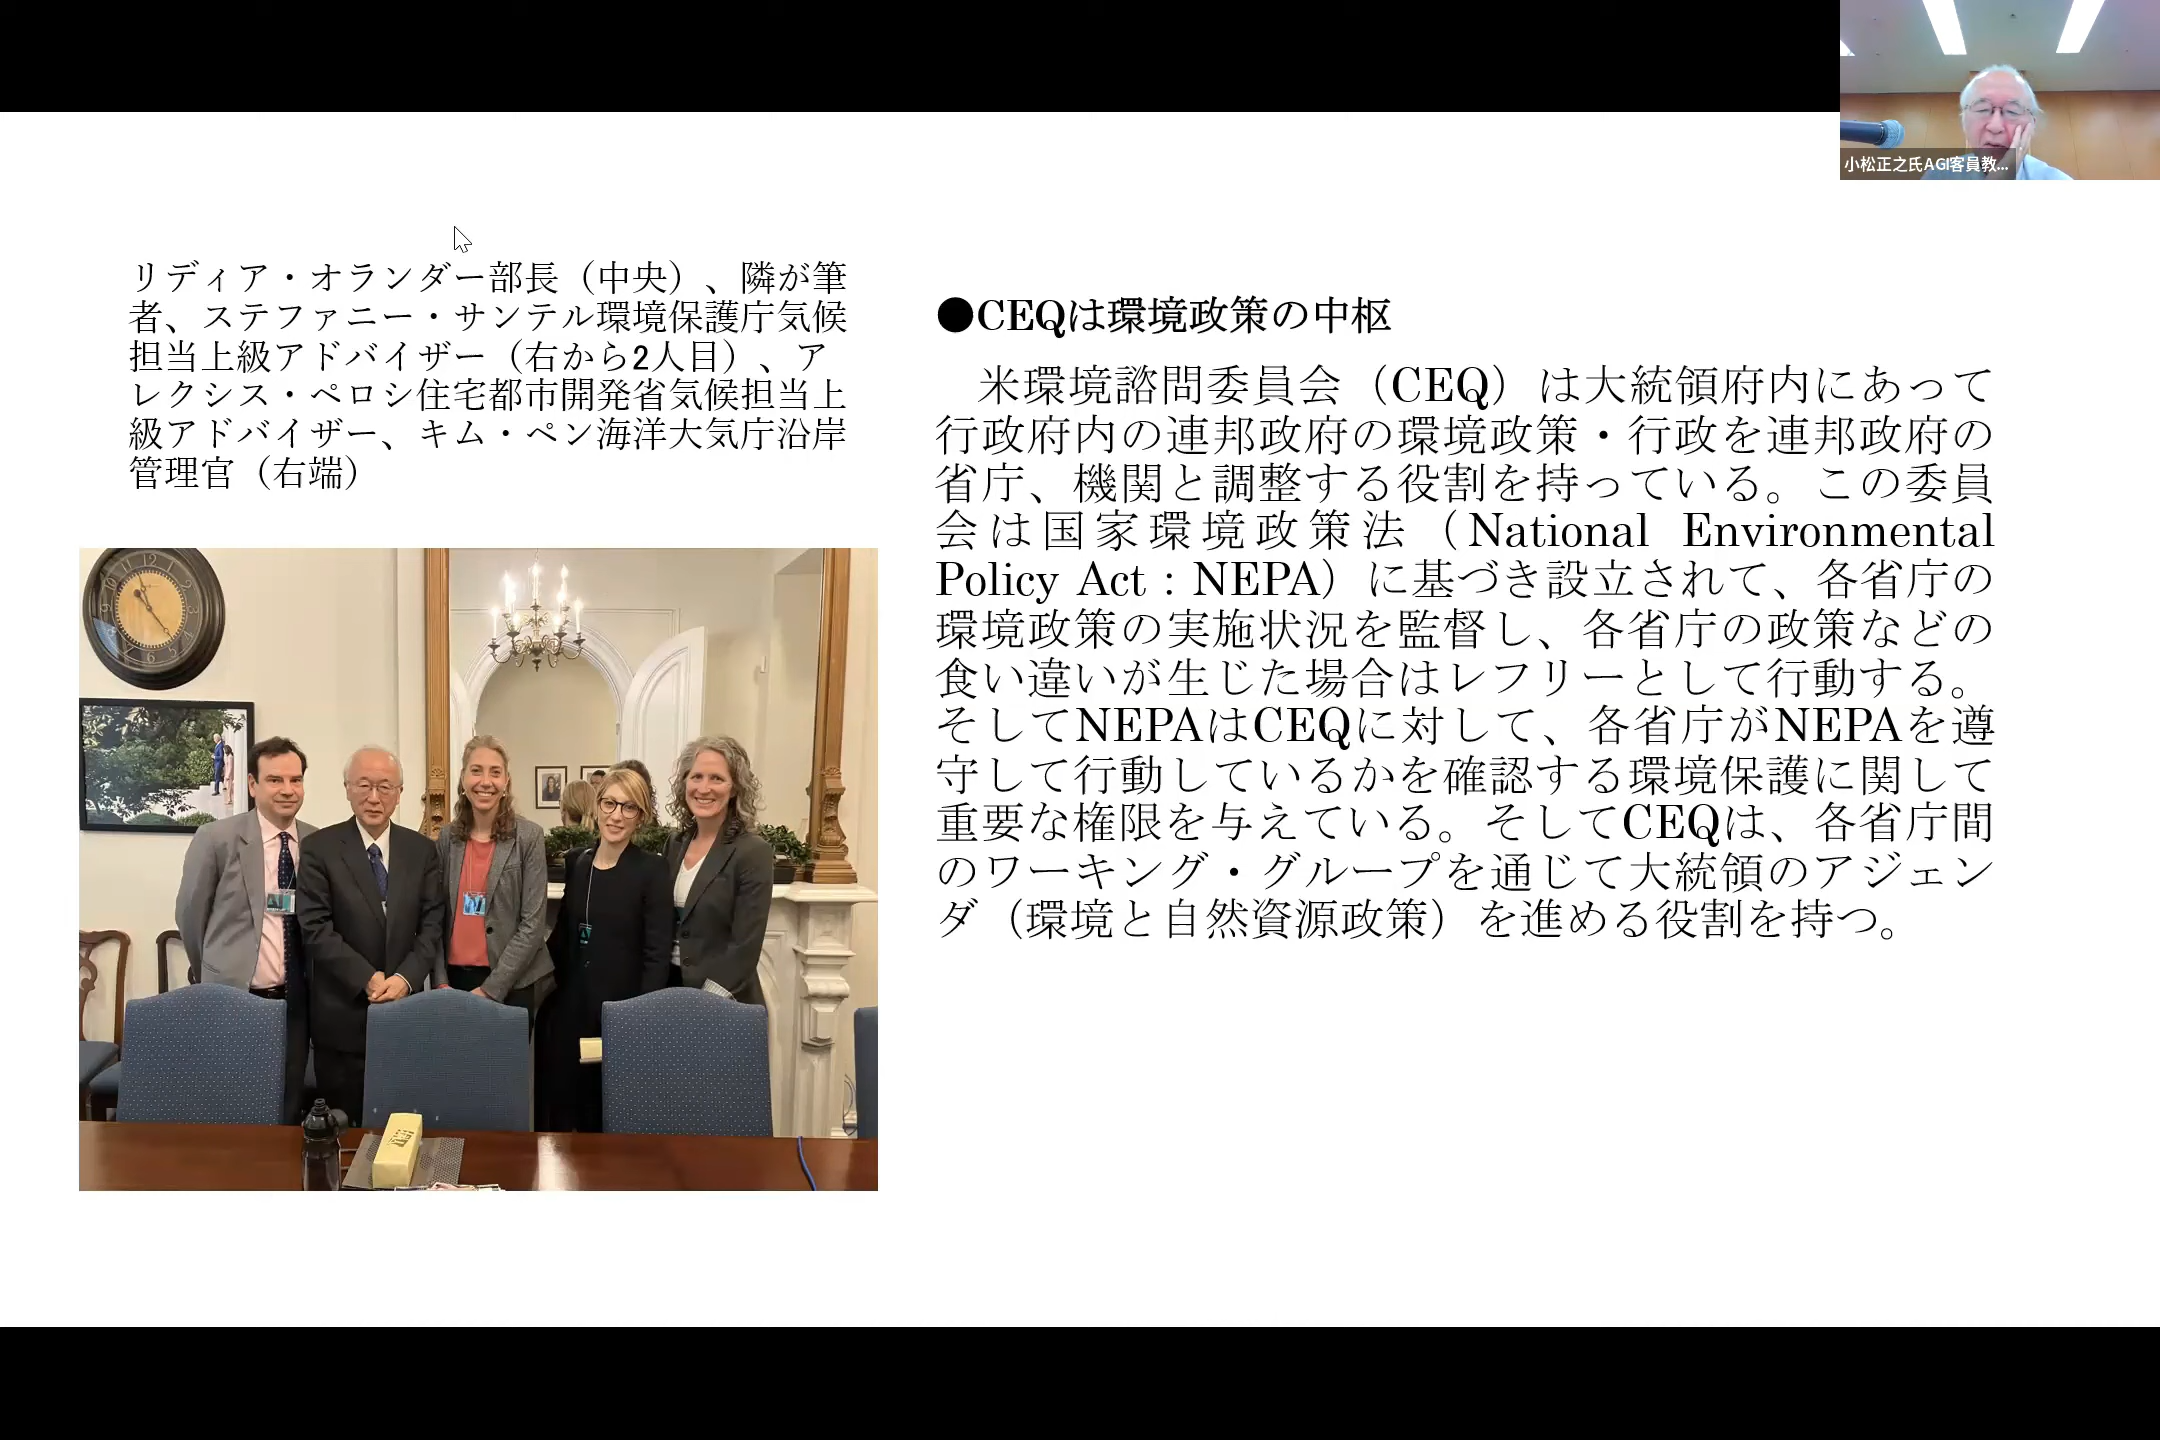 小松正之氏AGI客員教...
リディア・オランダー部長（中央）、隣が筆
者、ステファニー・サンテル環境保護庁気候
担当上級アドバイザー（右から2人目）、ア
レクシス・ペロシ住宅都市開発省気候担当上
級アドバイザー、キム・ペン海洋大気庁沿岸
管理官（右端）
●CEQは環境政策の中枢
米環境諮問委員会（CEQ）は大統領府内にあって
行政府内の連邦政府の環境政策・行政を連邦政府の
省庁、機関と調整する役割を持っている。この委員
会は国家環境政策法（National Environmental
Policy Act：NEPA）に基づき設立されて、各省庁の
環境政策の実施状況を監督し、各省庁の政策などの
食い違いが生じた場合はレフリーとして行動する。
そしてNEPAはCEQに対して、各省庁がNEPAを遵
守して行動しているかを確認する環境保護に関して
重要な権限を与えている。そしてCEQは、各省庁間
のワーキング・グループを通じて大統領のアジェン
ダ（環境と自然資源政策）を進める役割を持つ。